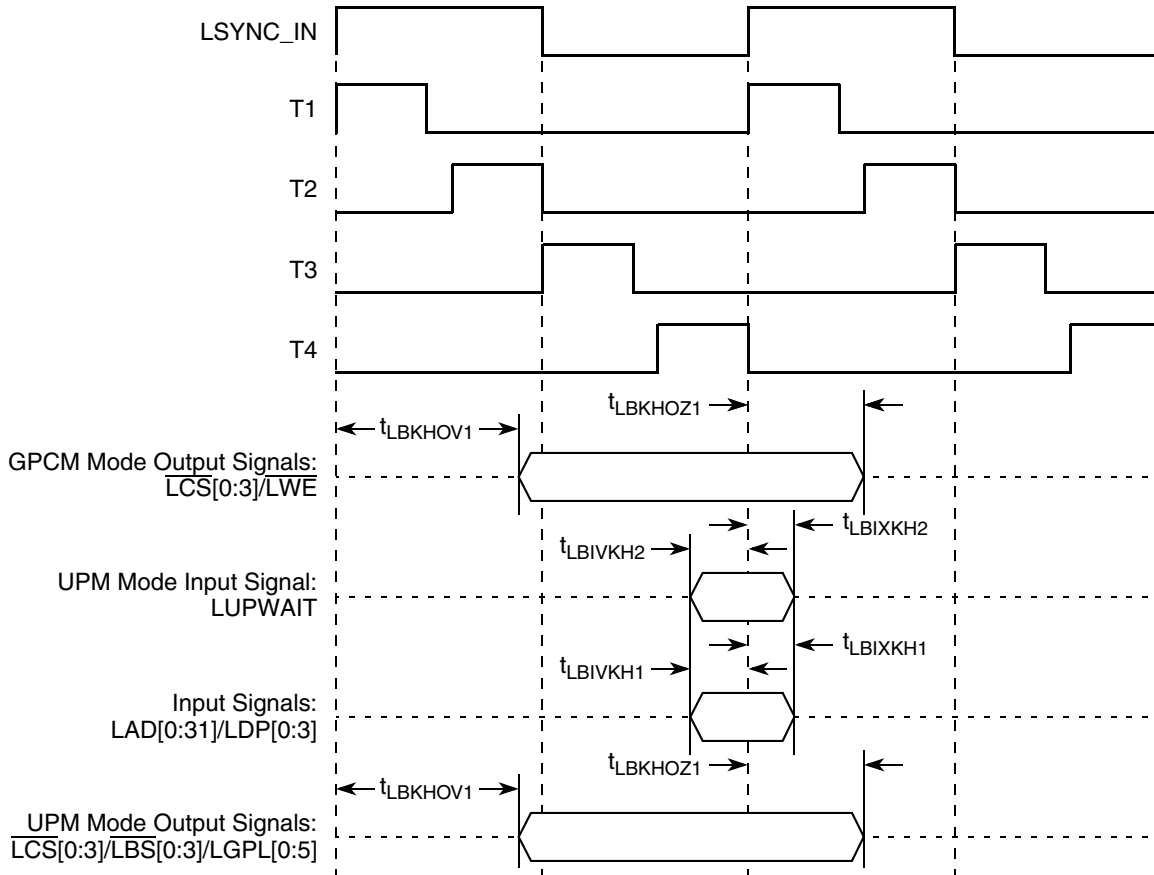 LSYNC_IN
T1
T2
T3
T4
tLBKHOZ1
tLBKHOV1
GPCM Mode Output Signals:
LCS[0:3]/LWE
tLBIXKH2
tLBIVKH2
UPM Mode Input Signal:
LUPWAIT
tLBIXKH1
tLBIVKH1
Input Signals:
LAD[0:31]/LDP[0:3]
tLBKHOZ1
tLBKHOV1
UPM Mode Output Signals:
LCS[0:3]/LBS[0:3]/LGPL[0:5]